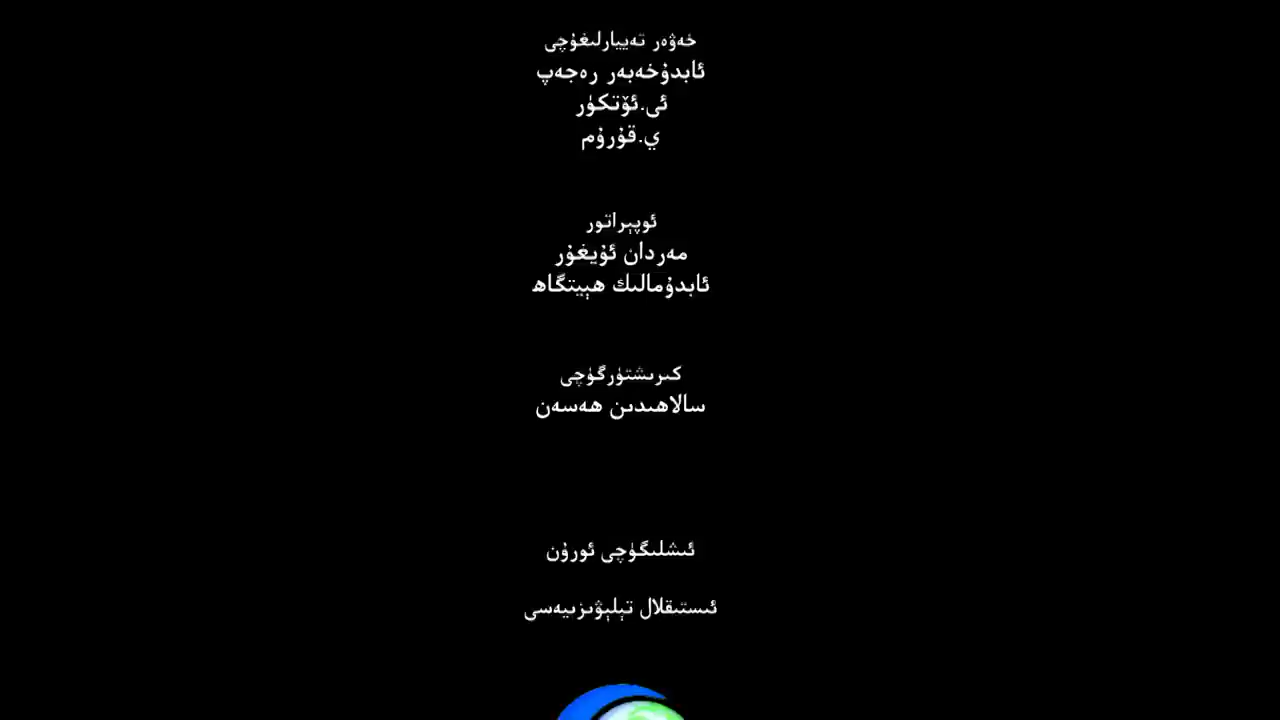 خەۋەر تەييارلىغۇچى
ئابدۇخەبەر رەجەپ
ئى.ئۆتكۈر
ي.قۇرۇم
ئوپېراتور
مەردان ئۇيغۇر
ئابدۇمالىك ھېيتگاھ
كىرىشتۈرگۈچى
سالاھىدىن ھەسەن
ئىشلىگۈچى ئورۇن
ئىستىقلال تېلېۋىزىيەسى